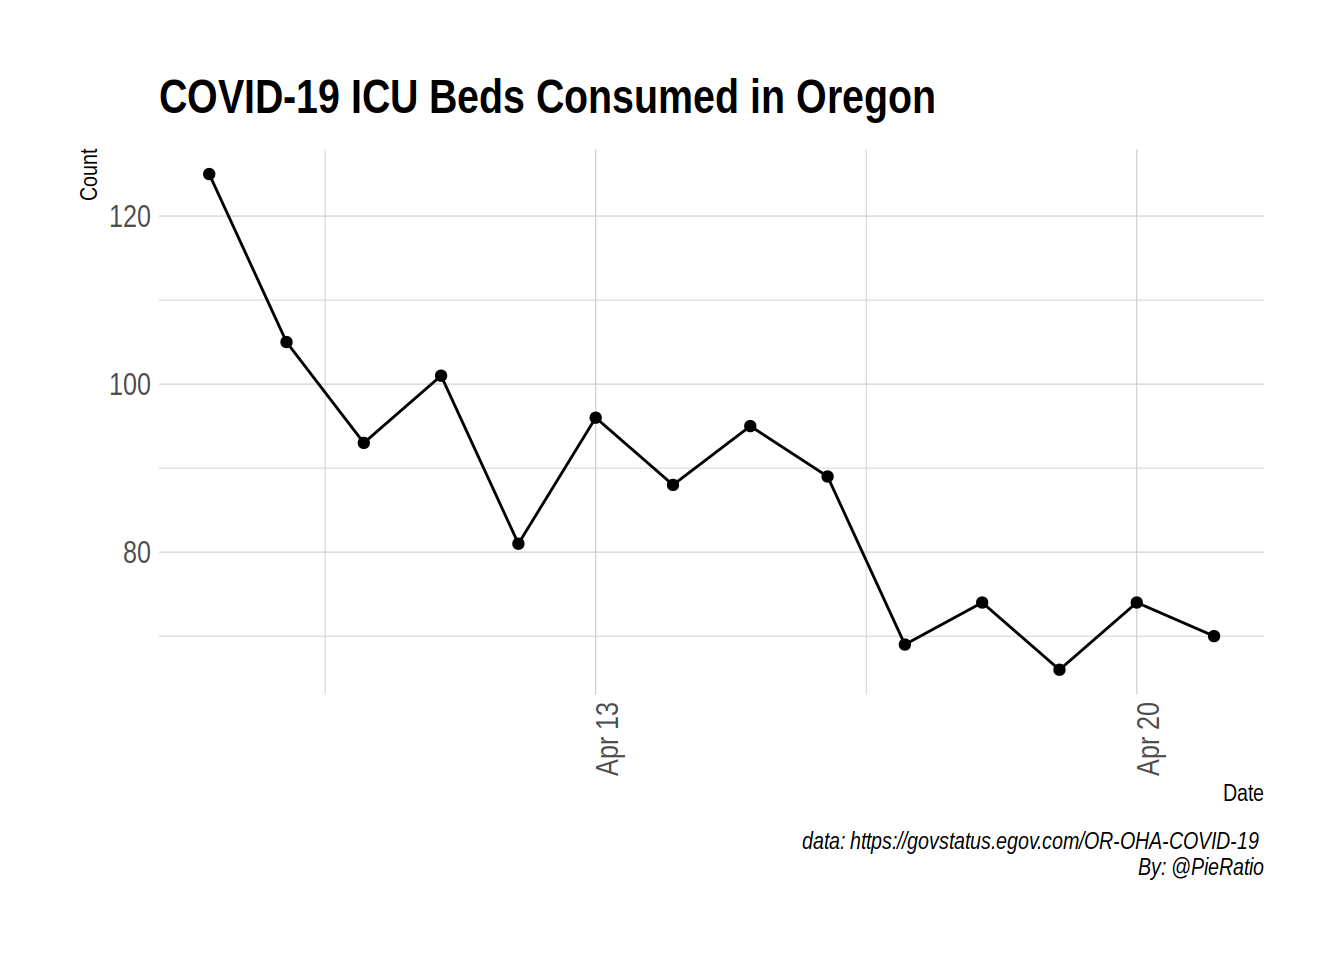 COVID-19 ICU Beds Consumed in Oregon
Count
120
100
80
Apr 13
Apr 20
Date
data: https://govstatus.egov.com/OR-OHA-COVID-19
By: @PieRatio